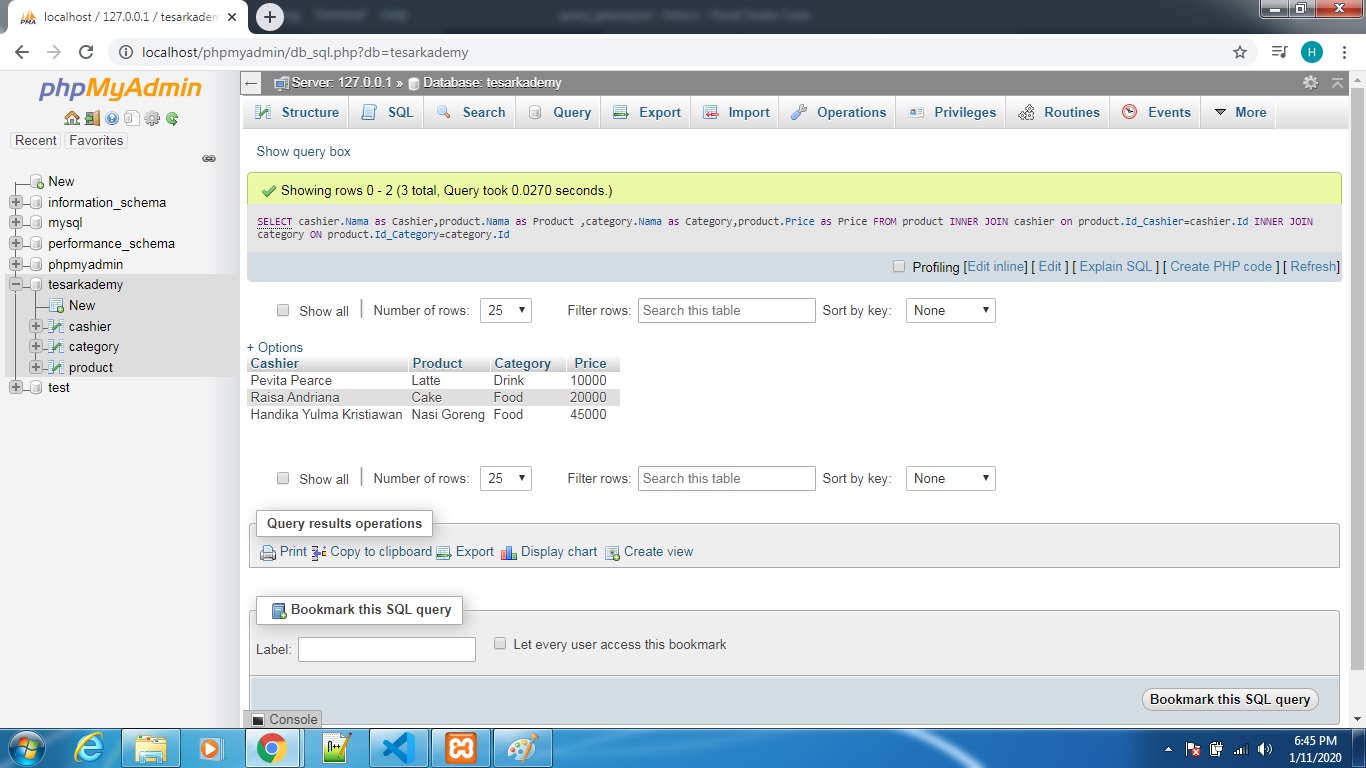 localhost / 127.0.0.1 / tesarkadem
Terminal Help
localhost/phpmyadmin/db_sql.php?db=tesarkademy
H
phpMyAdmin
Recent Favorites
New
information_schema
mysql
performance_schema
phpmyadmin
tesarkademy
New
cashier
category
product
test
Server: 127.0.0.1 » Database: tesarkademy
Structure SQL Search Query Export Import Operations Privileges Routines Events More
Show query box
Showing rows 0 - 2 (3 total, Query took 0.0270 seconds.)
SELECT cashier.Nama as Cashier,product.Nama as Product ,category.Nama as Category,product.Price as Price FROM product INNER JOIN cashier on product.Id_Cashier=cashier.Id INNER JOIN
category ON product.Id_Category=category.Id
Profiling [Edit inline] [ Edit ] [ Explain SQL ] [ Create PHP code ] [ Refresh]
Show all Number of rows: 25 Filter rows: Search this table Sort by key: None
+ Options
Cashier Product Category Price
Pevita Pearce Latte Drink 10000
Raisa Andriana Cake Food 20000
Handika Yulma Kristiawan Nasi Goreng Food 45000
Show all Number of rows: 25 Filter rows: Search this table Sort by key: None
Query results operations
Print Copy to clipboard Export Display chart Create view
Bookmark this SQL query
Label: Let every user access this bookmark
Bookmark this SQL query
Console
6:45 PM
1/11/2020